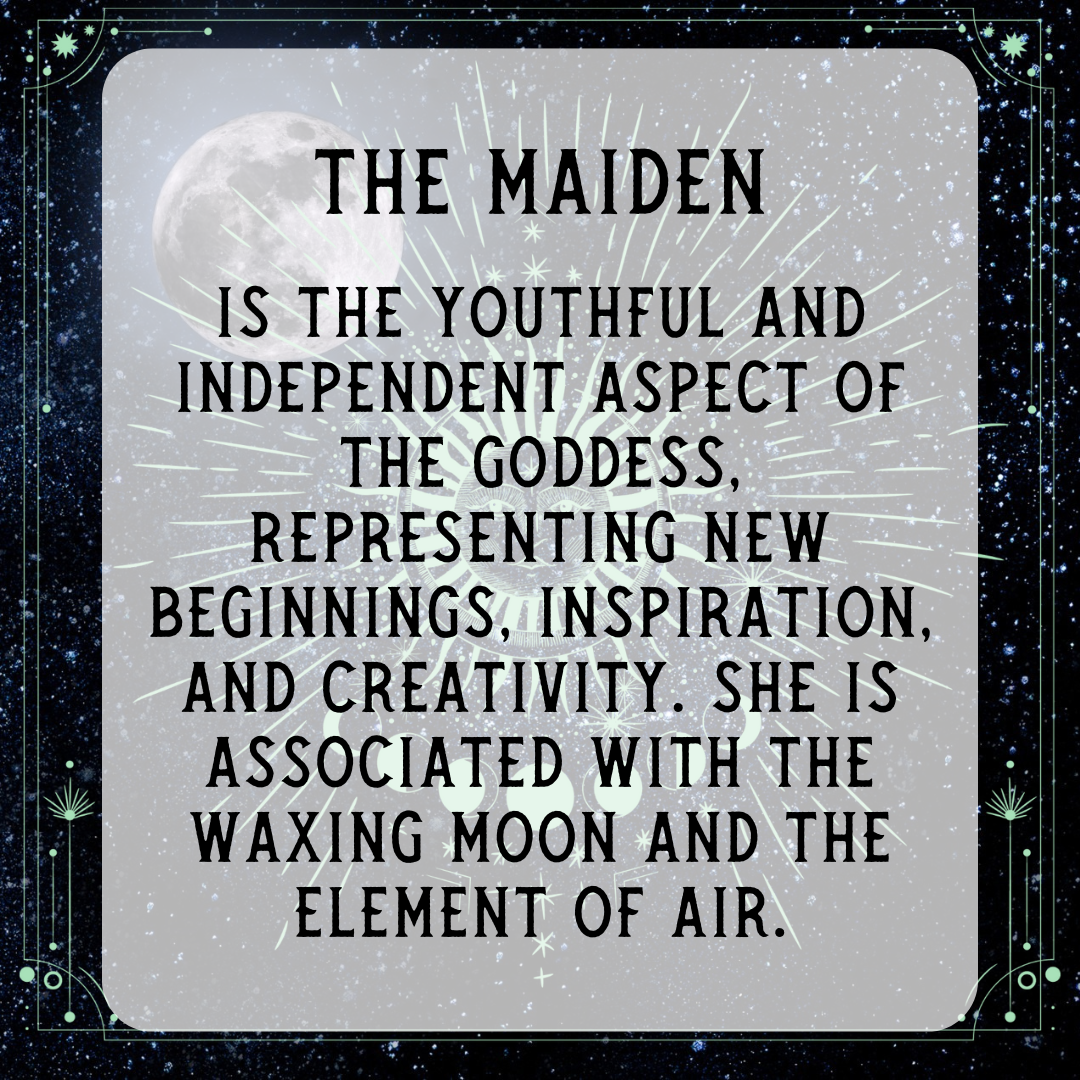 THE MAIDEN
IS THE YOUTHFUL AND
INDEPENDENT ASPECT OF
THE GODDESS,
REPRESENTING NEW
BEGINNINGS, INSPIRATION,
AND CREATIVITY. SHE IS
ASSOCIATED WITH THE
WAXING MOON AND THE
ELEMENT OF AIR.